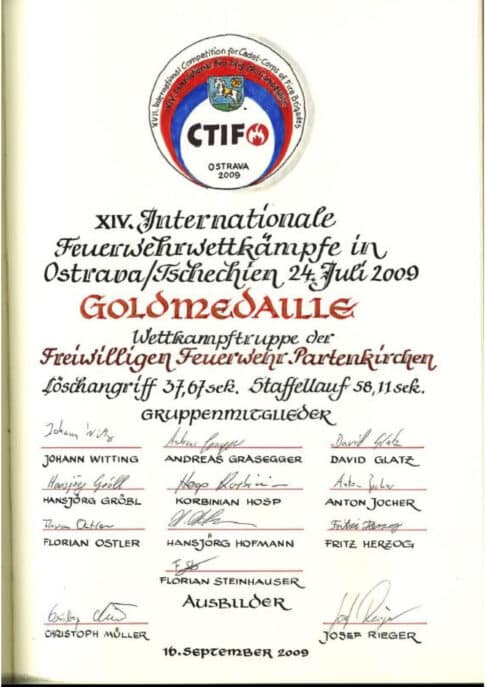 XVII. International Competition for Cadet-Corps of Fire Brigades
CTIF
OSTRAVA
2009
XIV. Internationale
Feuerwehrwettkämpfe in
Ostrava/Tschechien 24. Juli 2009
GOLDMEDAILLE
Wettkampftruppe der
Freiwilligen Feuerwehr Partenkirchen
Löschangriff 37,67 sek. Staffellauf 58,11 sek.
GRUPPENMITGLIEDER
JOHANN WITTING ANDREAS GRASEGGER DAVID GLATZ
HANSJÖRG GRÖBL KORBINIAN HOSP ANTON JOCHER
FLORIAN OSTLER HANSJÖRG HOFMANN FRITZ HERZOG
FLORIAN STEINHAUSER
AUSBILDER
CHRISTOPH MÜLLER JOSEF RIEGER
16. SEPTEMBER 2009